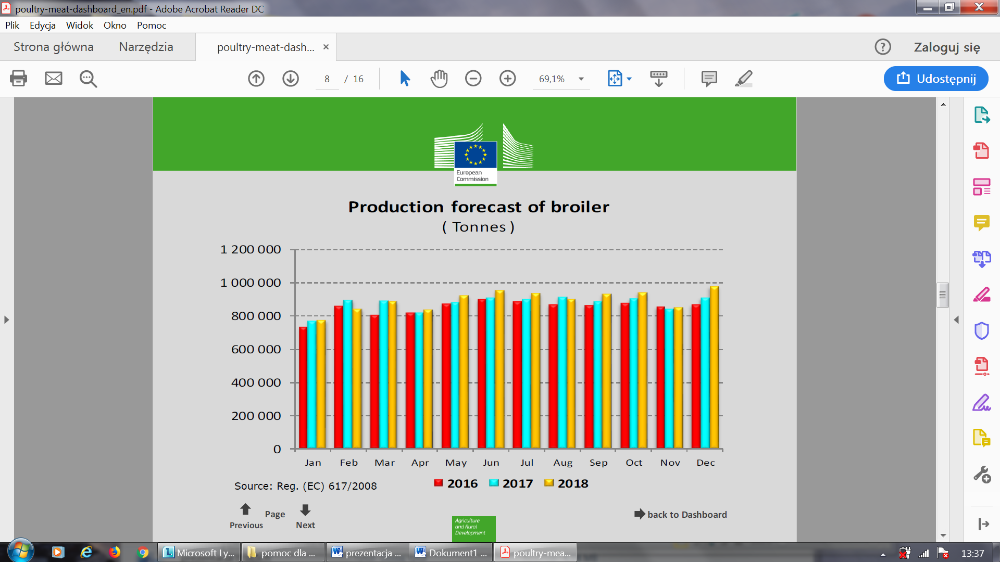 poultry-meat-dashboard_en.pdf - Adobe Acrobat Reader DC
Plik Edycja Widok Okno Pomoc
Strona główna Narzędzia poultry-meat-dash... × ? Zaloguj się
8 / 16 69,1% Udostępnij
European
Commission
Production forecast of broiler
( Tonnes )
1 200 000
1 000 000
800 000
600 000
400 000
200 000
0
Jan Feb Mar Apr May Jun Jul Aug Sep Oct Nov Dec
2016 2017 2018
Source: Reg. (EC) 617/2008
Previous Page Next
back to Dashboard
Agriculture
and Rural
Development
Microsoft Ly... pomoc dla ... prezentacja ... Dokument1 ... poultry-mea... 13:37